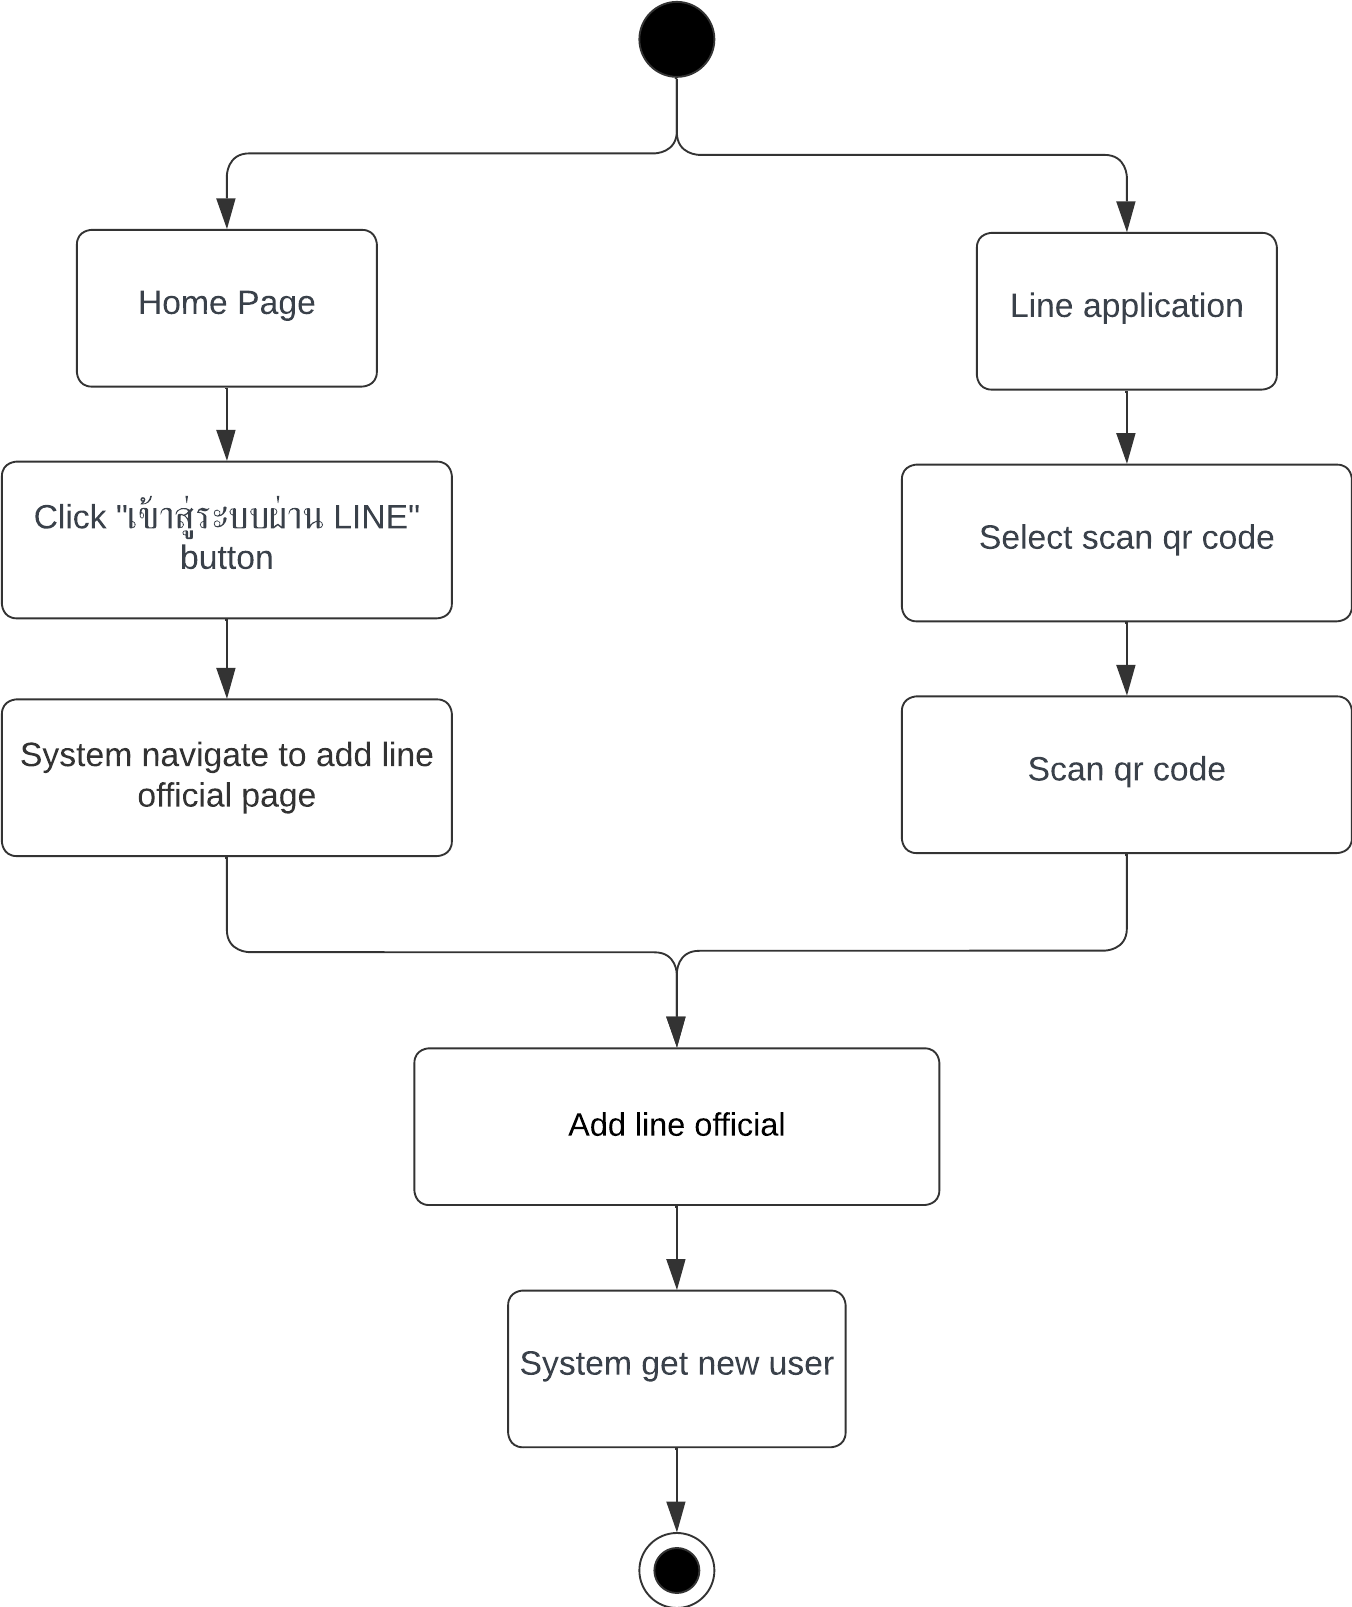 Home Page
Line application
Click "เข้าสู่ระบบผ่าน LINE"
button
Select scan qr code
System navigate to add line
official page
Scan qr code
Add line official
System get new user